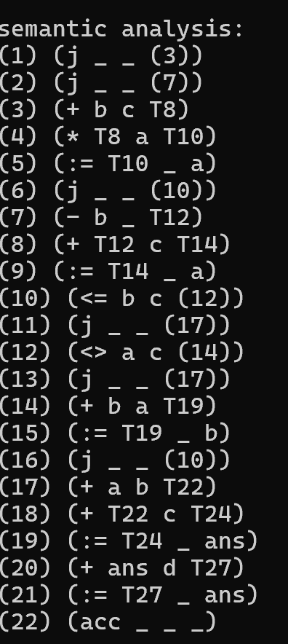 semantic analysis:
(1) (j _ _ (3))
(2) (j _ _ (7))
(3) (+ b c T8)
(4) (* T8 a T10)
(5) (:= T10 _ a)
(6) (j _ _ (10))
(7) (- b _ T12)
(8) (+ T12 c T14)
(9) (:= T14 _ a)
(10) (<= b c (12))
(11) (j _ _ (17))
(12) (<> a c (14))
(13) (j _ _ (17))
(14) (+ b a T19)
(15) (:= T19 _ b)
(16) (j _ _ (10))
(17) (+ a b T22)
(18) (+ T22 c T24)
(19) (:= T24 _ ans)
(20) (+ ans d T27)
(21) (:= T27 _ ans)
(22) (acc _ _ _)